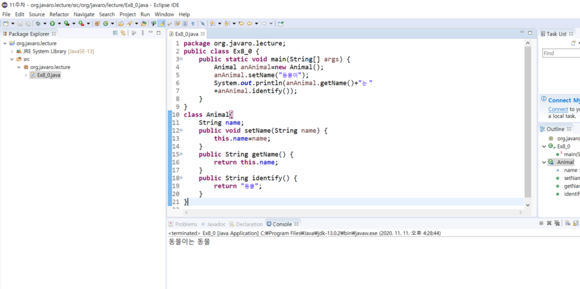 11주차 - org.javaro/src/org/javaro/lecture/Ex8_0.java - Eclipse IDE
File Edit Source Refactor Navigate Search Project Run Window Help
Package Explorer
org.javaro.lecture
JRE System Library [JavaSE-13]
src
org.javaro.lecture
Ex8_0.java
Ex8_0.java
1 package org.javaro.lecture;
2 public class Ex8_0 {
3 public static void main(String[] args) {
4 Animal anAnimal=new Animal();
5 anAnimal.setName("동물이");
6 System.out.println(anAnimal.getName()+"는 "
7 +anAnimal.identify());
8 }
9 }
10 class Animal{
11 String name;
12 public void setName(String name) {
13 this.name=name;
14 }
15 public String getName() {
16 return this.name;
17 }
18 public String identify() {
19 return "동물";
20 }
21 }
Task List
Find
Connect My
Connect to y
a local task.
Outline
org.javaro
Ex8_0
main(S
Animal
name
setNam
getNam
identif
Problems Javadoc Declaration Console
<terminated> Ex8_0 [Java Application] C:₩Program Files₩Java₩jdk-13.0.2₩bin₩javaw.exe (2020. 11. 11. 오후 4:28:44)
동물이는 동물